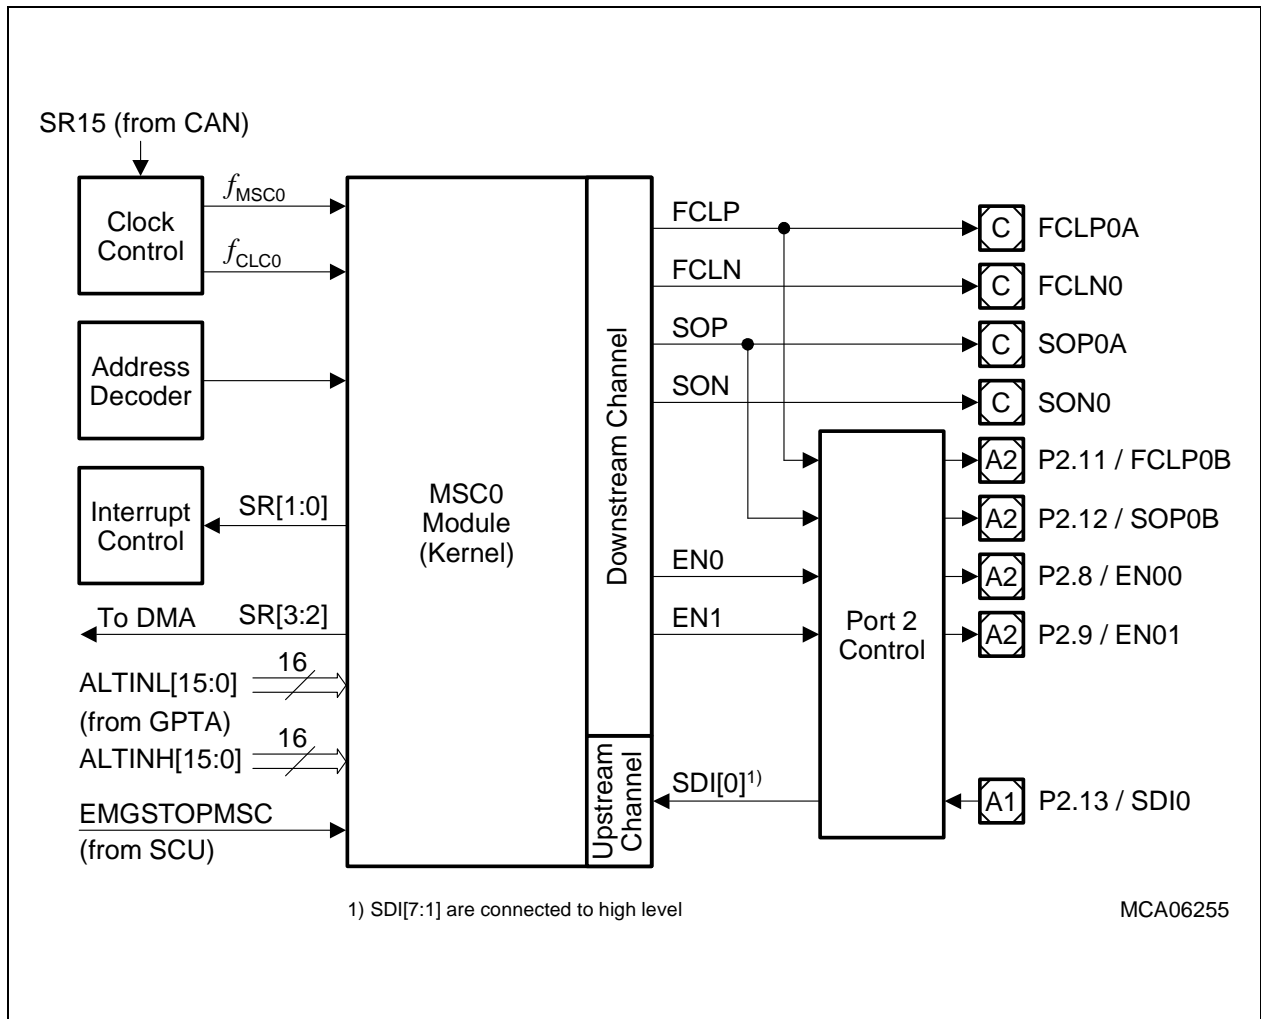 SR15 (from CAN)
Clock
Control
fMSC0
fCLC0
Address
Decoder
Interrupt
Control
SR[1:0]
To DMA
SR[3:2]
ALTINL[15:0]
16
(from GPTA)
ALTINH[15:0]
16
EMGSTOPMSC
(from SCU)
MSC0
Module
(Kernel)
Downstream Channel
Upstream
Channel
FCLP
FCLN
SOP
SON
EN0
EN1
SDI[0]1)
Port 2
Control
C FCLP0A
C FCLN0
C SOP0A
C SON0
A2 P2.11 / FCLP0B
A2 P2.12 / SOP0B
A2 P2.8 / EN00
A2 P2.9 / EN01
A1 P2.13 / SDI0
1) SDI[7:1] are connected to high level
MCA06255